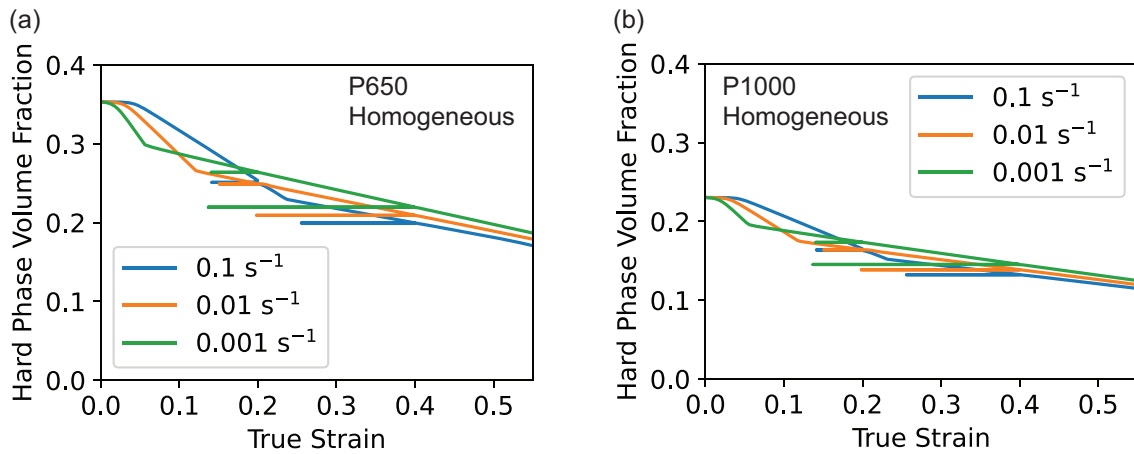 (a)
P650
Homogeneous
Hard Phase Volume Fraction
0.4
0.3
0.2
0.1
0.0
0.1 s⁻¹
0.01 s⁻¹
0.001 s⁻¹
0.0 0.1 0.2 0.3 0.4 0.5
True Strain
(b)
P1000
Homogeneous
Hard Phase Volume Fraction
0.4
0.3
0.2
0.1
0.0
0.1 s⁻¹
0.01 s⁻¹
0.001 s⁻¹
0.0 0.1 0.2 0.3 0.4 0.5
True Strain